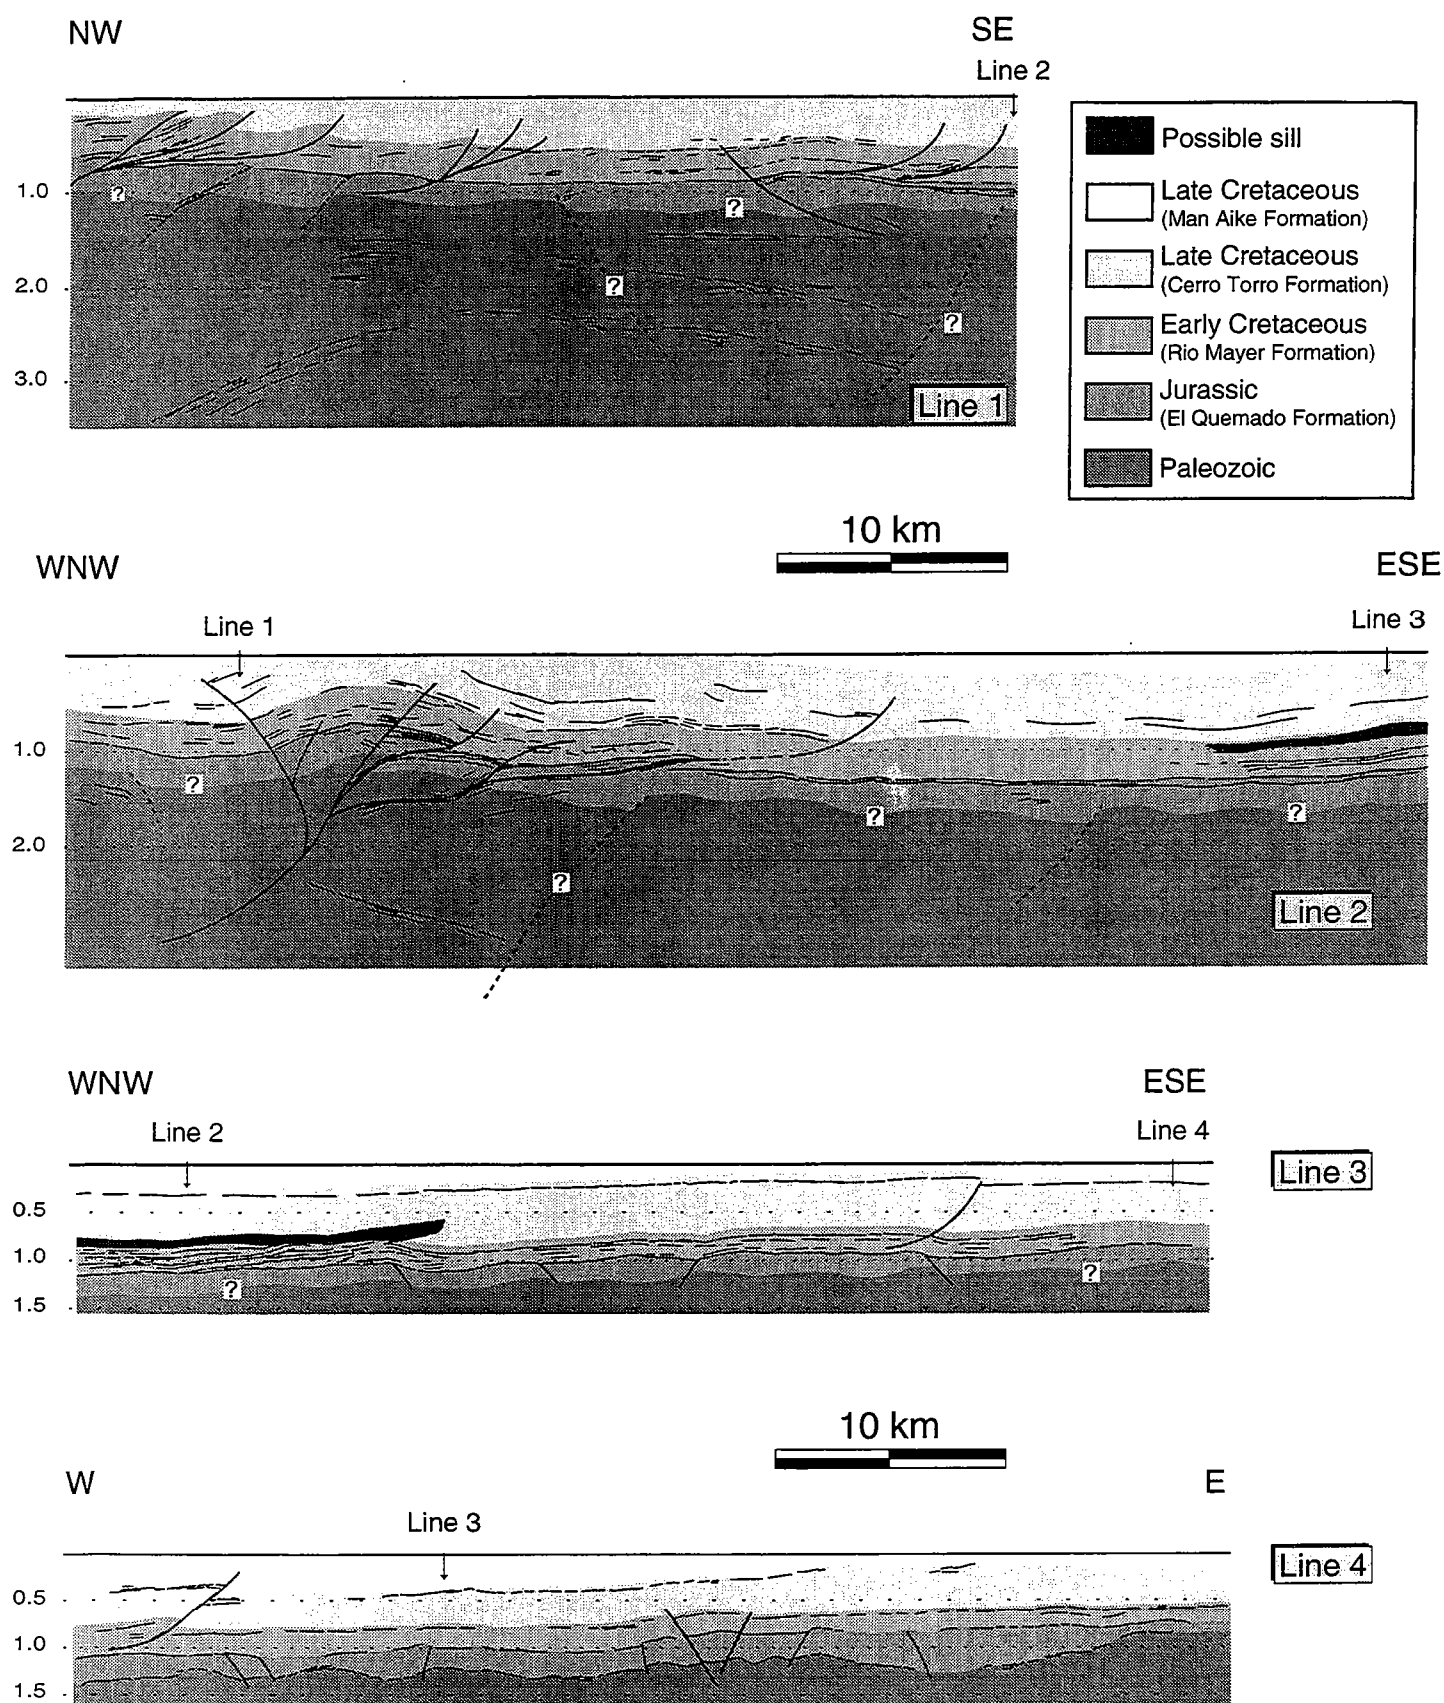 NW
SE
Line 2
1.0
2.0
3.0
?
?
?
?
Line 1
Possible sill
Late Cretaceous
(Man Aike Formation)
Late Cretaceous
(Cerro Torro Formation)
Early Cretaceous
(Rio Mayer Formation)
Jurassic
(El Quemado Formation)
Paleozoic
10 km
WNW
ESE
Line 1
Line 3
1.0
2.0
?
?
?
?
Line 2
WNW
ESE
Line 2
Line 4
Line 3
0.5
1.0
1.5
?
?
10 km
W
E
Line 3
Line 4
0.5
1.0
1.5